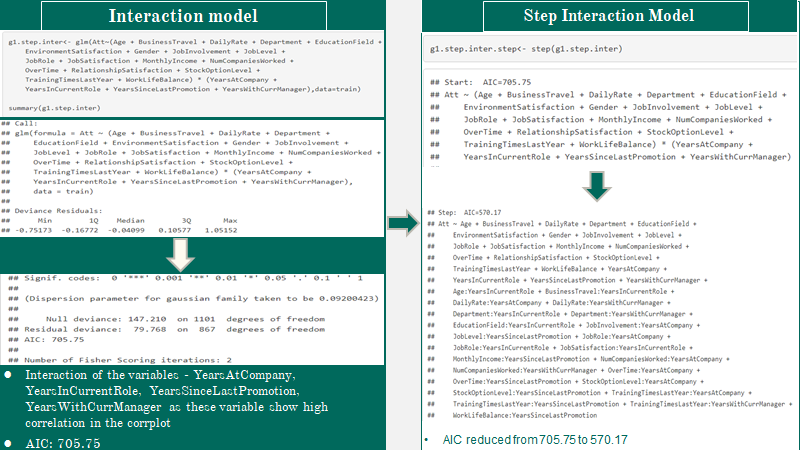 Interaction model
g1.step.inter<- glm(Att~(Age + BusinessTravel + DailyRate + Department + EducationField +
EnvironmentSatisfaction + Gender + JobInvolvement + JobLevel +
JobRole + JobSatisfaction + MonthlyIncome + NumCompaniesWorked +
OverTime + RelationshipSatisfaction + StockOptionLevel +
TrainingTimesLastYear + WorkLifeBalance) * (YearsAtCompany +
YearsInCurrentRole + YearsSinceLastPromotion + YearsWithCurrManager),data=train)
summary(g1.step.inter)
## Call:
## glm(formula = Att ~ (Age + BusinessTravel + DailyRate + Department +
## EducationField + EnvironmentSatisfaction + Gender + JobInvolvement +
## JobLevel + JobRole + JobSatisfaction + MonthlyIncome + NumCompaniesWorked +
## OverTime + RelationshipSatisfaction + StockOptionLevel +
## TrainingTimesLastYear + WorkLifeBalance) * (YearsAtCompany +
## YearsInCurrentRole + YearsSinceLastPromotion + YearsWithCurrManager),
## data = train)
##
## Deviance Residuals:
## Min 1Q Median 3Q Max
## -0.75173 -0.16772 -0.04099 0.10577 1.05152
## Signif. codes: 0 '***' 0.001 '**' 0.01 '*' 0.05 '.' 0.1 ' ' 1
##
## (Dispersion parameter for gaussian family taken to be 0.09200423)
##
## Null deviance: 147.210 on 1101 degrees of freedom
## Residual deviance: 79.768 on 867 degrees of freedom
## AIC: 705.75
##
## Number of Fisher Scoring iterations: 2
● Interaction of the variables - YearsAtCompany,
YearsInCurrentRole, YearsSinceLastPromotion,
YearsWithCurrManager as these variable show high
correlation in the corrplot
● AIC: 705.75
Step Interaction Model
g1.step.inter.step<- step(g1.step.inter)
## Start: AIC=705.75
## Att ~ (Age + BusinessTravel + DailyRate + Department + EducationField +
## EnvironmentSatisfaction + Gender + JobInvolvement + JobLevel +
## JobRole + JobSatisfaction + MonthlyIncome + NumCompaniesWorked +
## OverTime + RelationshipSatisfaction + StockOptionLevel +
## TrainingTimesLastYear + WorkLifeBalance) * (YearsAtCompany +
## YearsInCurrentRole + YearsSinceLastPromotion + YearsWithCurrManager)
## Step: AIC=570.17
## Att ~ Age + BusinessTravel + DailyRate + Department + EducationField +
## EnvironmentSatisfaction + Gender + JobInvolvement + JobLevel +
## JobRole + JobSatisfaction + MonthlyIncome + NumCompaniesWorked +
## OverTime + RelationshipSatisfaction + StockOptionLevel +
## TrainingTimesLastYear + WorkLifeBalance + YearsAtCompany +
## YearsInCurrentRole + YearsSinceLastPromotion + YearsWithCurrManager +
## Age:YearsInCurrentRole + BusinessTravel:YearsInCurrentRole +
## DailyRate:YearsAtCompany + DailyRate:YearsWithCurrManager +
## Department:YearsInCurrentRole + Department:YearsWithCurrManager +
## EducationField:YearsInCurrentRole + JobInvolvement:YearsAtCompany +
## JobLevel:YearsSinceLastPromotion + JobRole:YearsAtCompany +
## JobRole:YearsInCurrentRole + JobSatisfaction:YearsInCurrentRole +
## MonthlyIncome:YearsSinceLastPromotion + NumCompaniesWorked:YearsAtCompany +
## NumCompaniesWorked:YearsWithCurrManager + OverTime:YearsAtCompany +
## OverTime:YearsSinceLastPromotion + StockOptionLevel:YearsAtCompany +
## StockOptionLevel:YearsSinceLastPromotion + TrainingTimesLastYear:YearsAtCompany +
## TrainingTimesLastYear:YearsSinceLastPromotion + TrainingTimesLastYear:YearsWithCurrManager +
## WorkLifeBalance:YearsSinceLastPromotion
• AIC reduced from 705.75 to 570.17